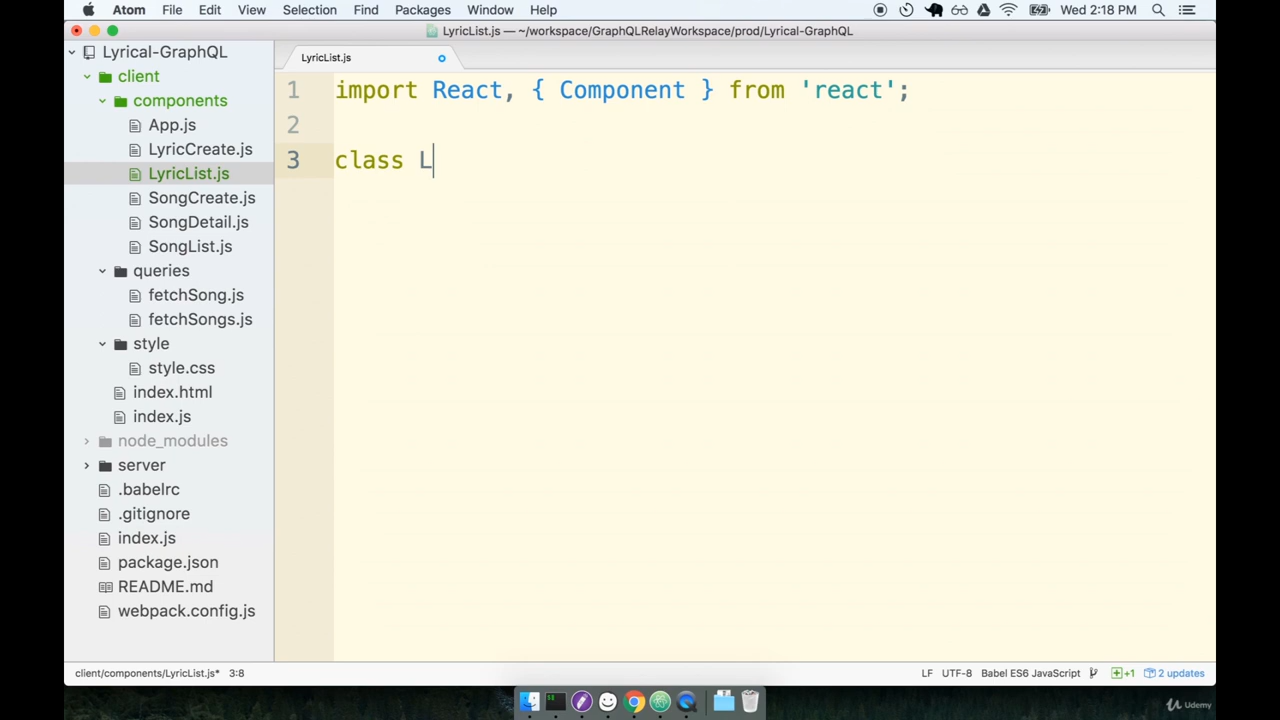 Atom File Edit View Selection Find Packages Window Help Wed 2:18 PM
LyricList.js — ~/workspace/GraphQLRelayWorkspace/prod/Lyrical-GraphQL
Lyrical-GraphQL
client
components
App.js
LyricCreate.js
LyricList.js
SongCreate.js
SongDetail.js
SongList.js
queries
fetchSong.js
fetchSongs.js
style
style.css
index.html
index.js
node_modules
server
.babelrc
.gitignore
index.js
package.json
README.md
webpack.config.js
LyricList.js
1 import React, { Component } from 'react';
2
3 class L
client/components/LyricList.js* 3:8 LF UTF-8 Babel ES6 JavaScript +1 2 updates
Udemy